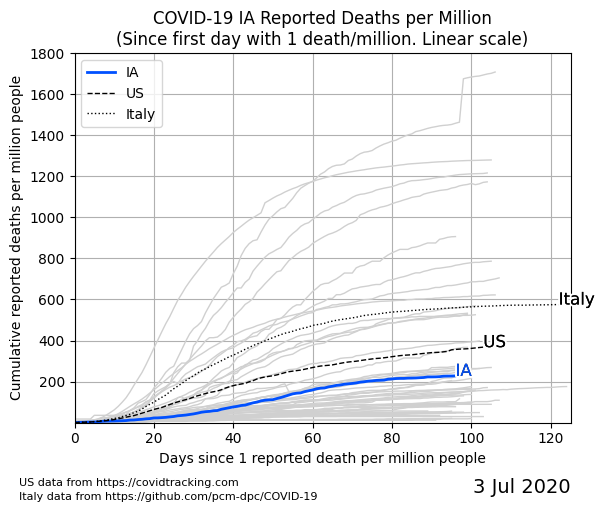 COVID-19 IA Reported Deaths per Million
(Since first day with 1 death/million. Linear scale)
Cumulative reported deaths per million people
1800
1600
1400
1200
1000
800
600
400
200
IA
US
Italy
Italy
US
IA
0
20
40
60
80
100
120
Days since 1 reported death per million people
US data from https://covidtracking.com
Italy data from https://github.com/pcm-dpc/COVID-19
3 Jul 2020